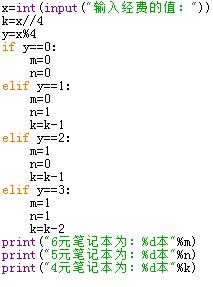 x=int(input("输入经费的值："))
k=x//4
y=x%4
if y==0:
    m=0
    n=0
elif y==1:
    m=0
    n=1
    k=k-1
elif y==2:
    m=1
    n=0
    k=k-1
elif y==3:
    m=1
    n=1
    k=k-2
print("6元笔记本为：%d本"%m)
print("5元笔记本为：%d本"%n)
print("4元笔记本为：%d本"%k)